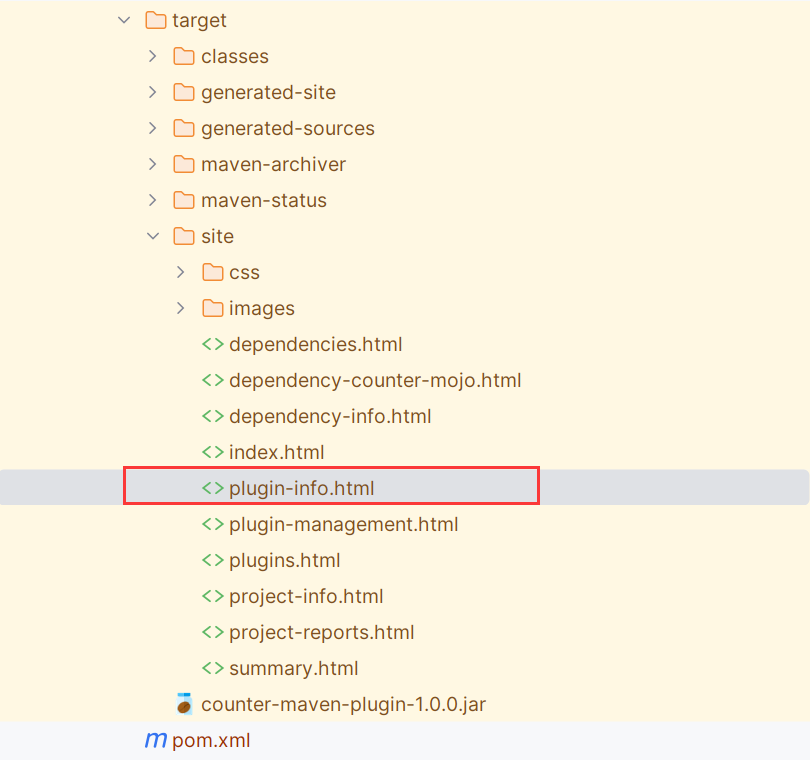 target
classes
generated-site
generated-sources
maven-archiver
maven-status
site
css
images
dependencies.html
dependency-counter-mojo.html
dependency-info.html
index.html
plugin-info.html
plugin-management.html
plugins.html
project-info.html
project-reports.html
summary.html
counter-maven-plugin-1.0.0.jar
m pom.xml